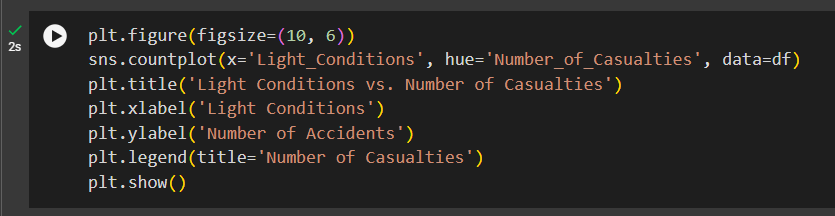 plt.figure(figsize=(10, 6))
2s
sns.countplot(x='Light_Conditions', hue='Number_of_Casualties', data=df)
plt.title('Light Conditions vs. Number of Casualties')
plt.xlabel('Light Conditions')
plt.ylabel('Number of Accidents')
plt.legend(title='Number of Casualties')
plt.show()